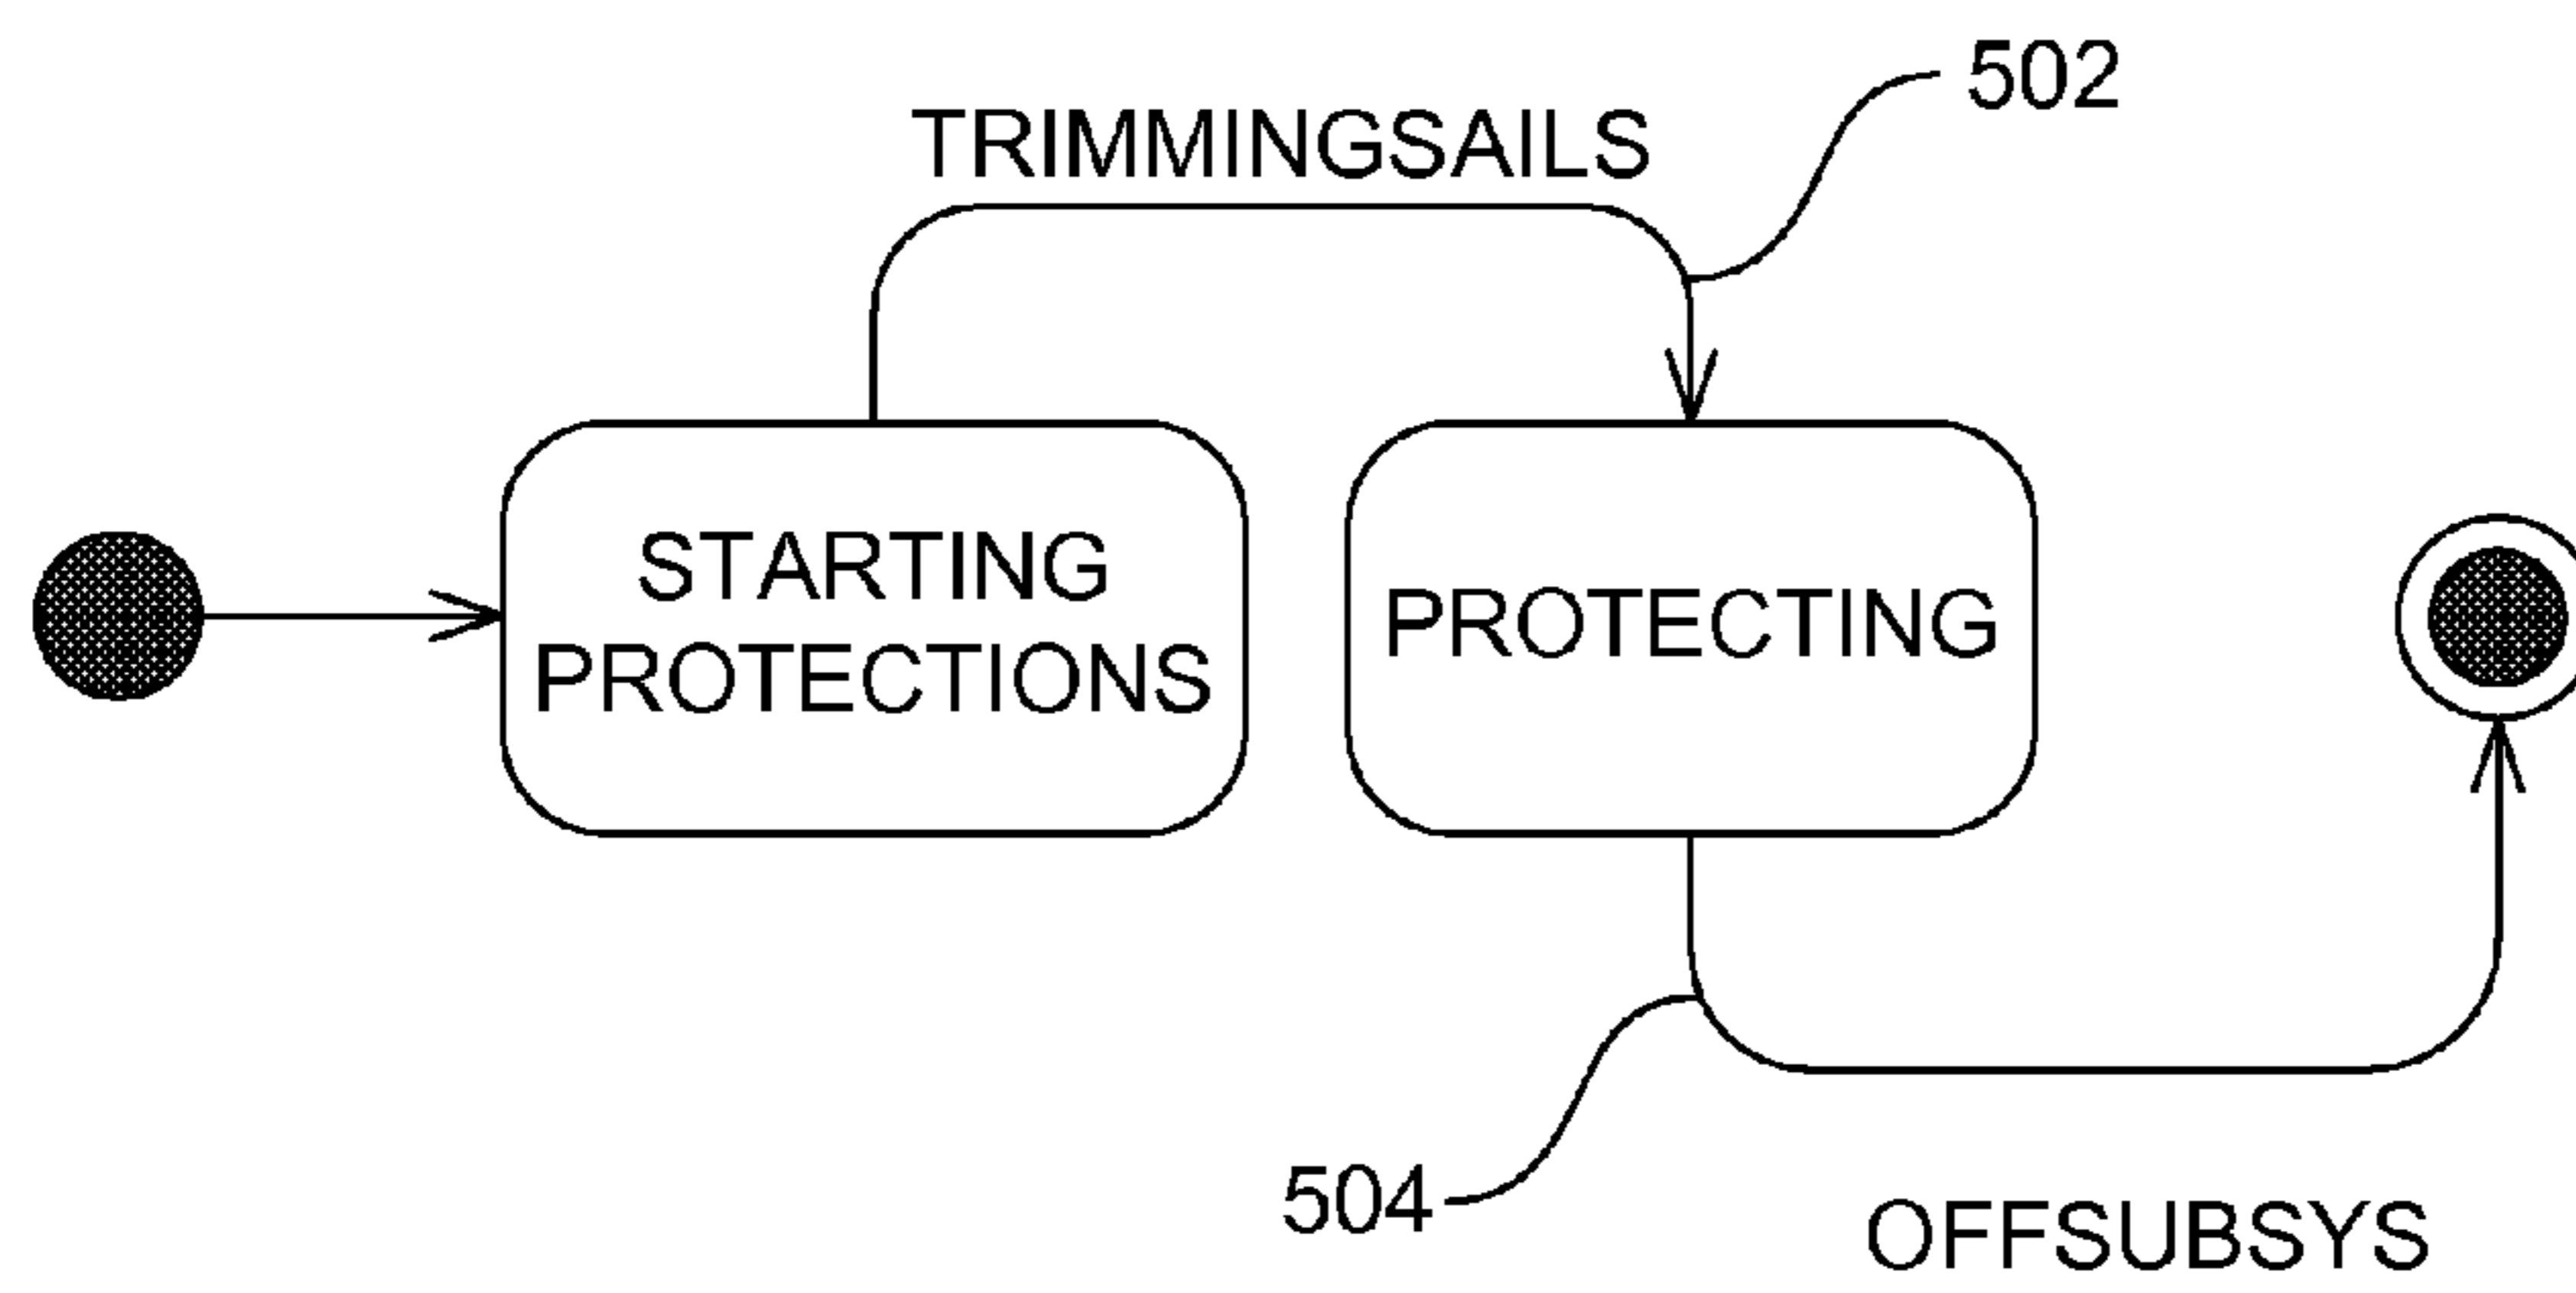 502
TRIMMINGSAILS
STARTING
PROTECTIONS
PROTECTING
504
OFFSUBSYS